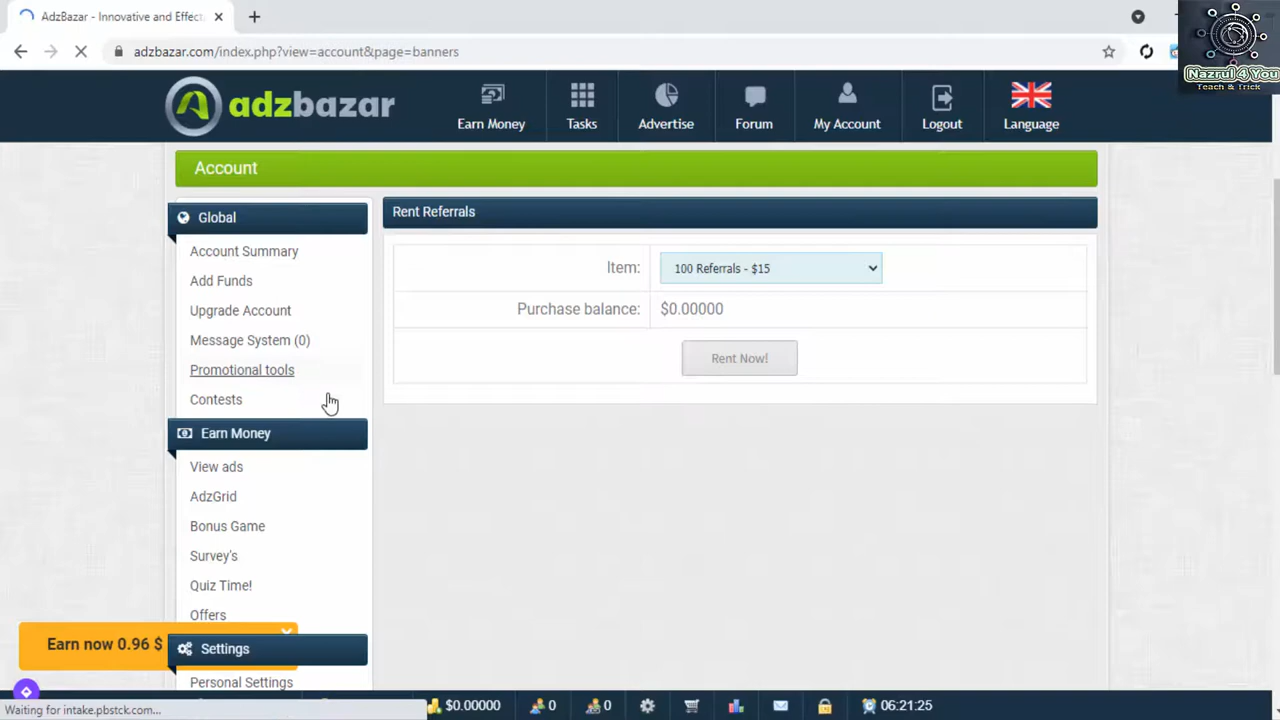 AdzBazar - Innovative and Effect
adzbazar.com/index.php?view=account&page=banners
Nazrul 4 You
Teach & Trick
adzbazar
Earn Money
Tasks
Advertise
Forum
My Account
Logout
Language
Account
Global
Account Summary
Add Funds
Upgrade Account
Message System (0)
Promotional tools
Contests
Earn Money
View ads
AdzGrid
Bonus Game
Survey's
Quiz Time!
Offers
Settings
Personal Settings
Rent Referrals
Item:
100 Referrals - $15
Purchase balance:
$0.00000
Rent Now!
Earn now 0.96 $
Waiting for intake.pbstck.com...
$0.00000
0
0
06:21:25